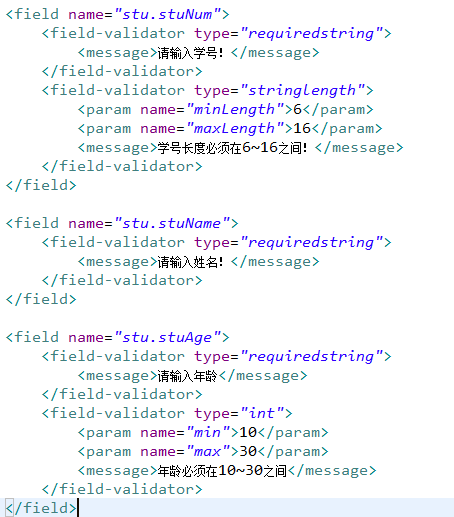 <field name="stu.stuNum">
    <field-validator type="requiredstring">
        <message>请输入学号! </message>
    </field-validator>
    <field-validator type="stringlength">
        <param name="minLength">6</param>
        <param name="maxLength">16</param>
        <message>学号长度必须在6~16之间! </message>
    </field-validator>
</field>

<field name="stu.stuName">
    <field-validator type="requiredstring">
        <message>请输入姓名! </message>
    </field-validator>
</field>

<field name="stu.stuAge">
    <field-validator type="requiredstring">
        <message>请输入年龄</message>
    </field-validator>
    <field-validator type="int">
        <param name="min">10</param>
        <param name="max">30</param>
        <message>年龄必须在10~30之间</message>
    </field-validator>
</field>